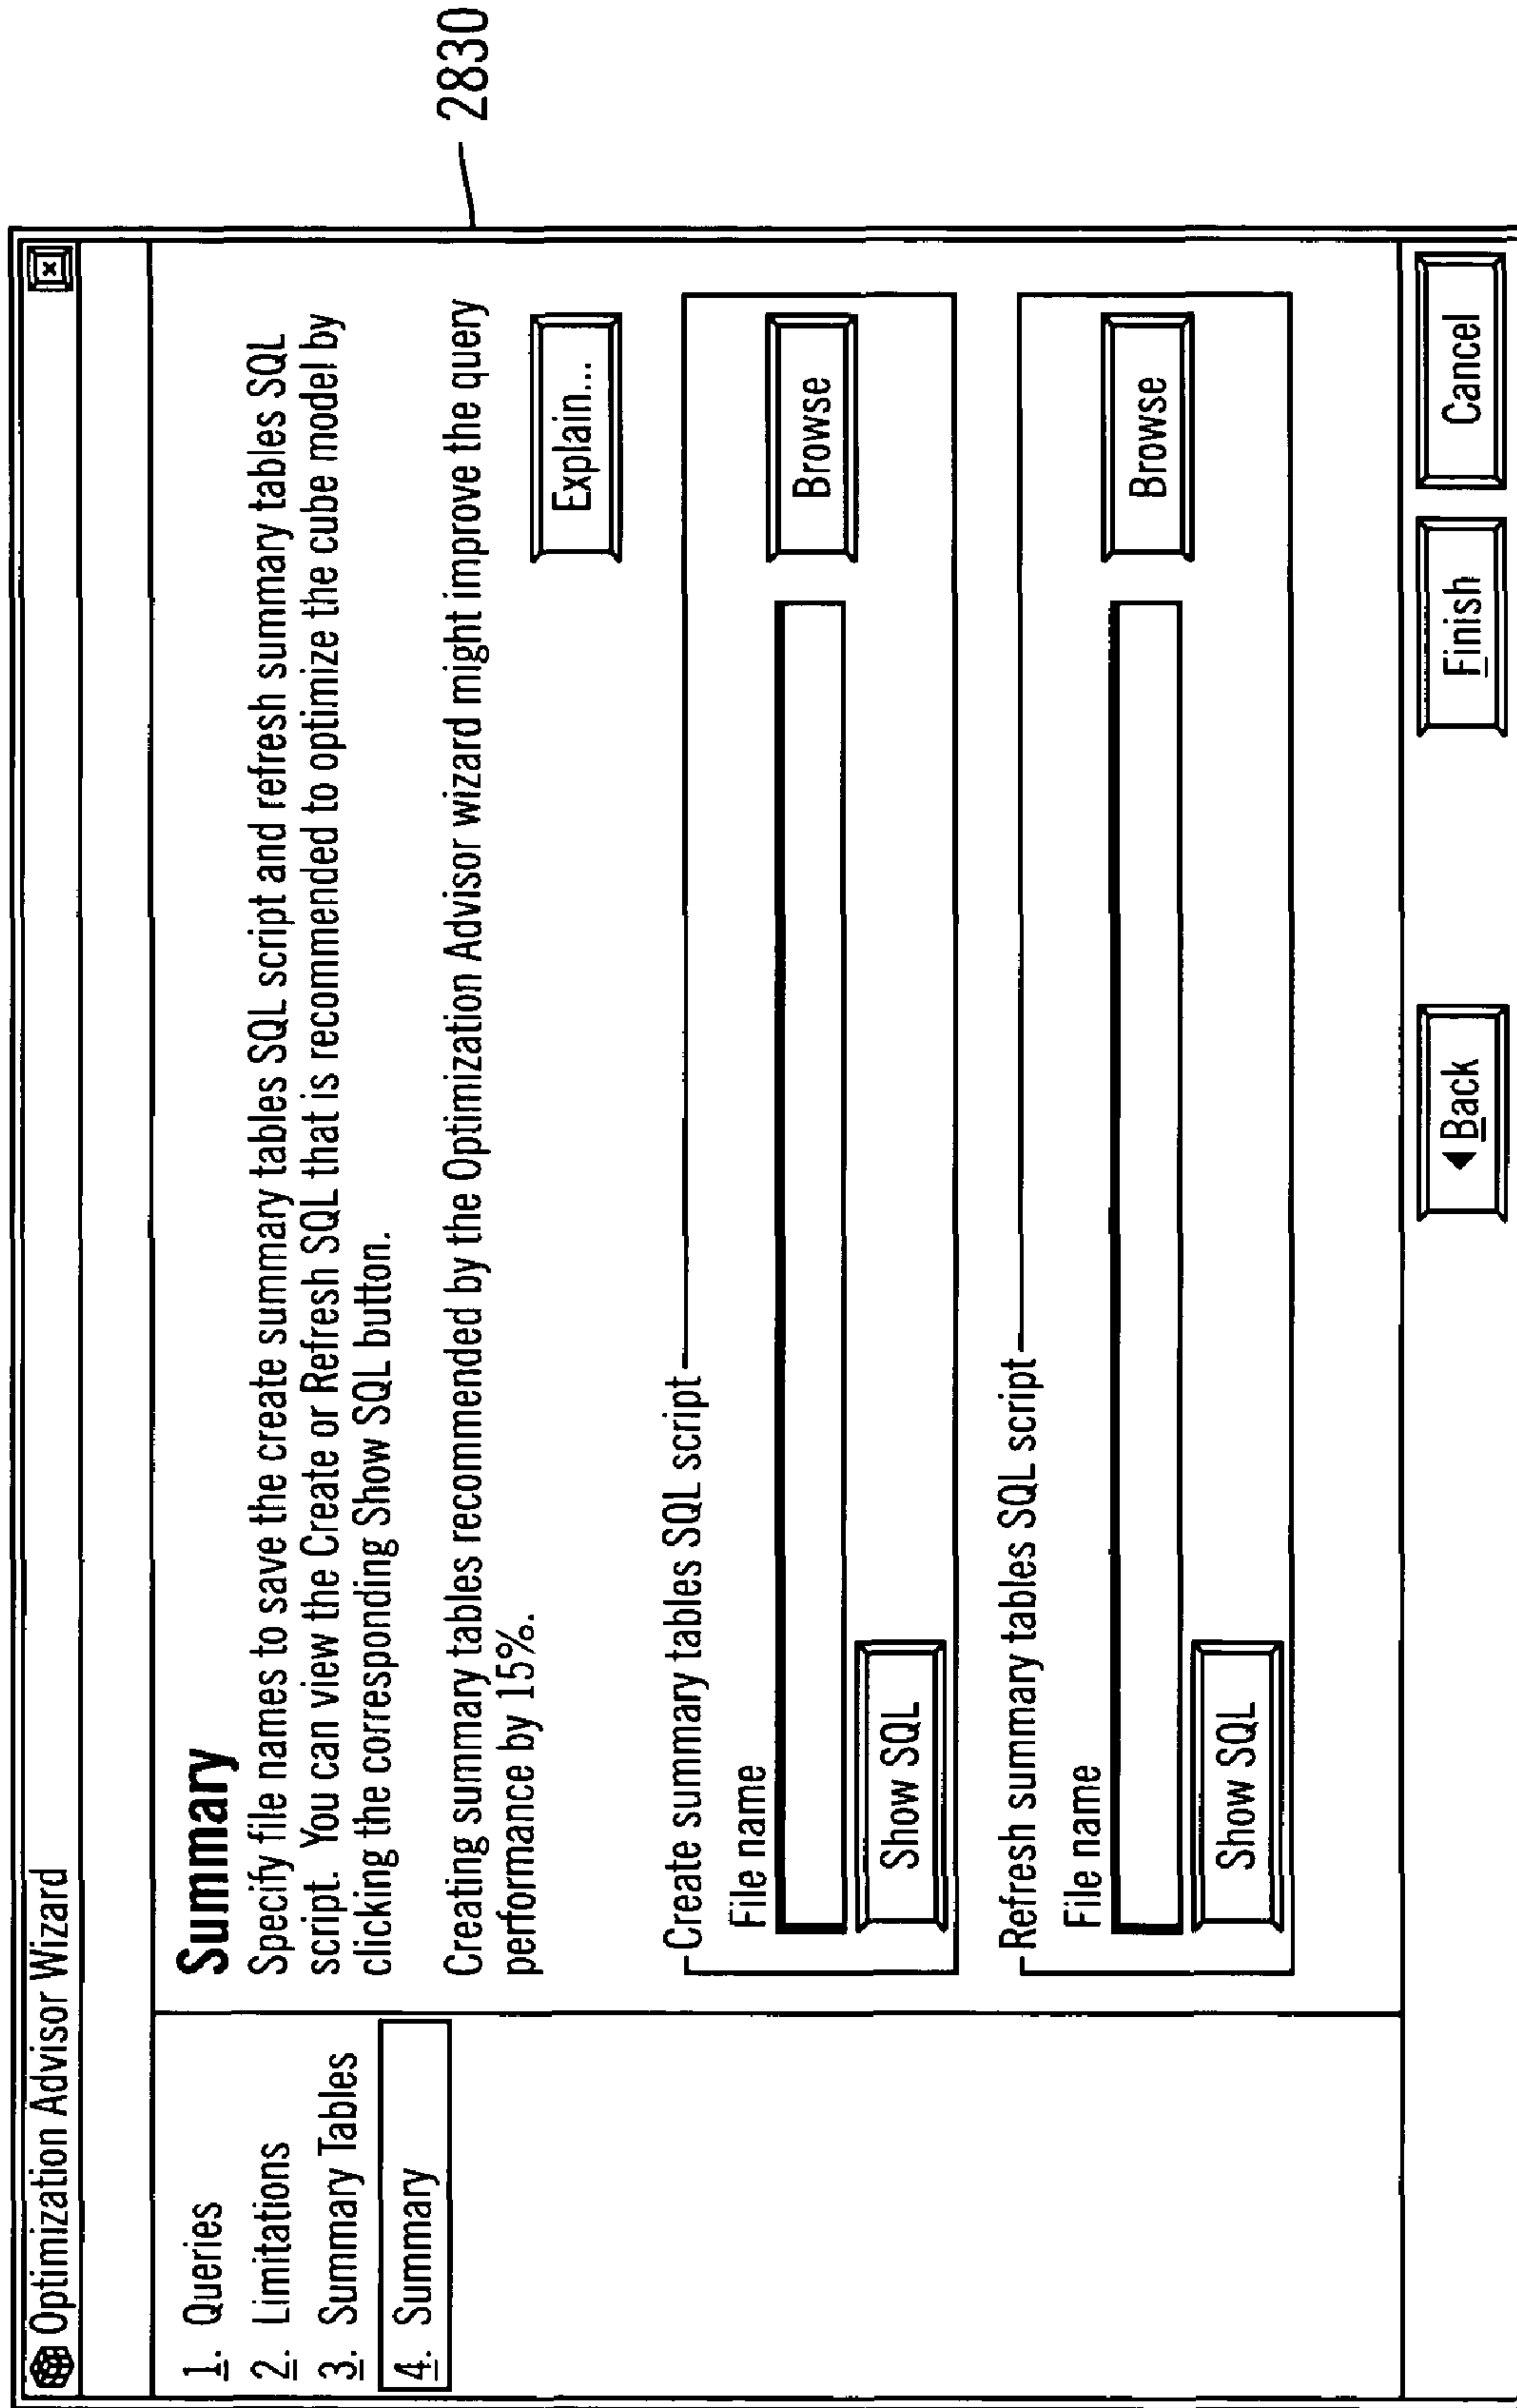 Optimization Advisor Wizard
x
1. Queries
2. Limitations
3. Summary Tables
4. Summary
Summary
Specify file names to save the create summary tables SQL script and refresh summary tables SQL
script. You can view the Create or Refresh SQL that is recommended to optimize the cube model by
clicking the corresponding Show SQL button.
Creating summary tables recommended by the Optimization Advisor wizard might improve the query
performance by 15%.
Explain...
Create summary tables SQL script
File name
Browse
Show SQL
Refresh summary tables SQL script
File name
Browse
Show SQL
◀ Back
Finish
Cancel
2830